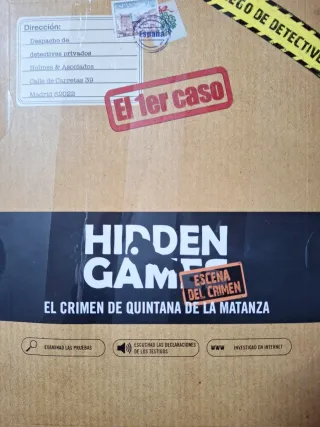 JUEGO DE DETECTIVE
Dirección:
Despacho de
detectives privados
Holmes & Asociados
Calle de Carretas 39
Madrid 28022
ESPAÑA
El 1er caso
HIDDEN
GAMES
ESCENA
DEL CRIMEN
EL CRIMEN DE QUINTANA DE LA MATANZA
EXAMINAD LAS PRUEBAS
ESCUCHAD LAS DECLARACIONES
DE LOS TESTIGOS
WWW
INVESTIGAD EN INTERNET